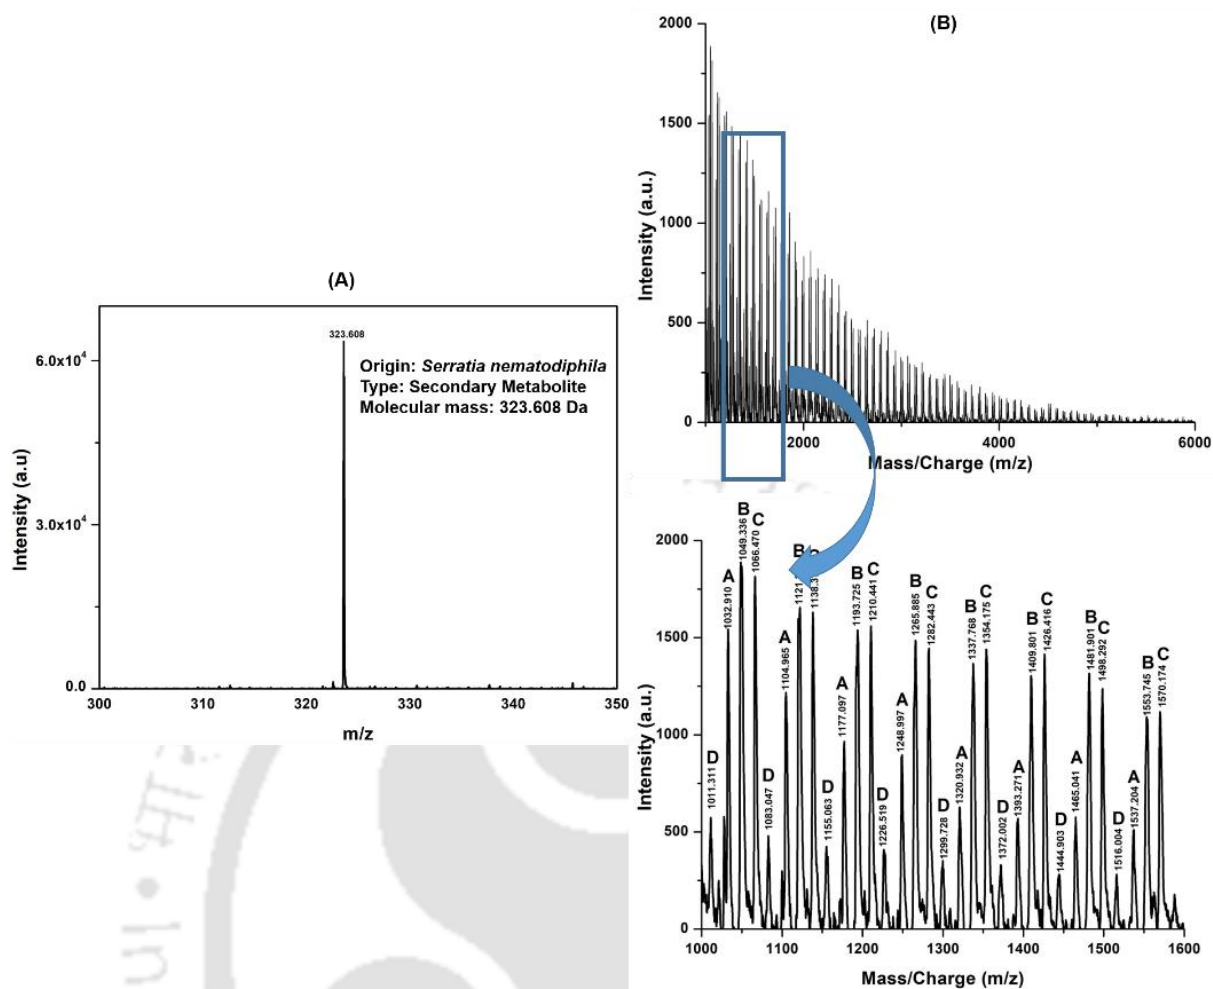 (A)
6.0x10⁴
3.0x10⁴
0.0
Intensity (a.u)
323.608
Origin: Serratia nematodiphila
Type: Secondary Metabolite
Molecular mass: 323.608 Da
300 310 320 330 340 350
m/z
(B)
2000
1500
1000
500
0
Intensity (a.u.)
2000 4000 6000
Mass/Charge (m/z)
2000
1500
1000
500
0
Intensity (a.u.)
D 1011.311
A 1032.910
B 1049.336
C 1066.470
D 1083.047
A 1104.965
B 1121
1138.3
D 1155.063
A 1177.097
B 1193.725
C 1210.441
D 1226.519
A 1248.997
B 1265.885
C 1282.443
D 1299.728
A 1320.932
B 1337.768
C 1354.175
D 1372.002
A 1393.271
B 1409.801
C 1426.416
D 1444.903
A 1465.041
B 1481.901
C 1498.292
D 1516.004
A 1537.204
B 1553.745
C 1570.174
1000 1100 1200 1300 1400 1500 1600
Mass/Charge (m/z)
In